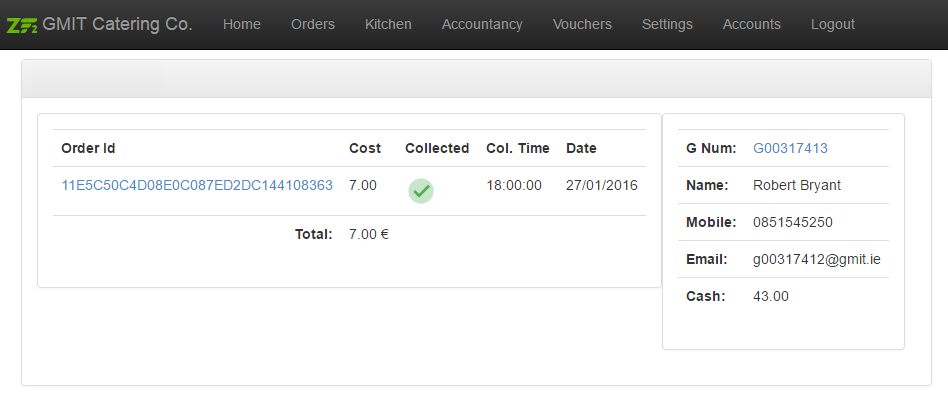 ZF2 GMIT Catering Co. Home Orders Kitchen Accountancy Vouchers Settings Accounts Logout
Order Id Cost Collected Col. Time Date
11E5C50C4D08E0C087ED2DC144108363 7.00 18:00:00 27/01/2016
Total: 7.00 €
G Num: G00317413
Name: Robert Bryant
Mobile: 0851545250
Email: g00317412@gmit.ie
Cash: 43.00